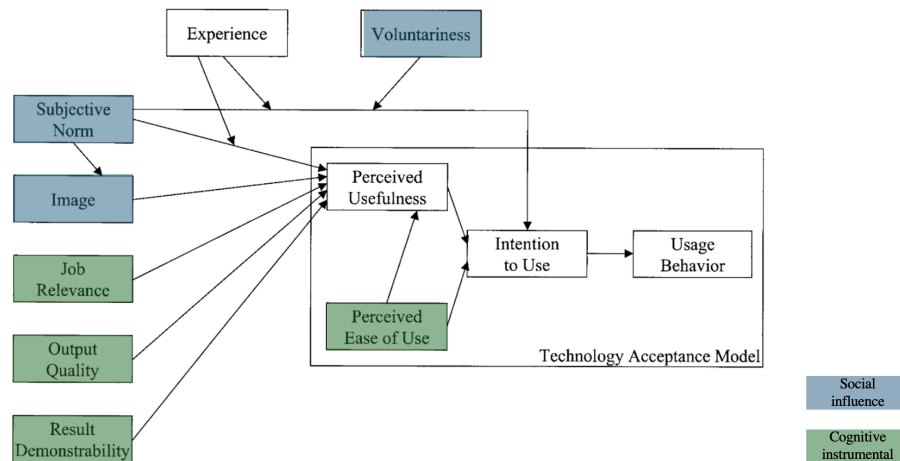 Experience
Voluntariness
Subjective
Norm
Image
Job
Relevance
Output
Quality
Result
Demonstrability
Perceived
Usefulness
Intention
to Use
Usage
Behavior
Perceived
Ease of Use
Technology Acceptance Model
Social
influence
Cognitive
instrumental